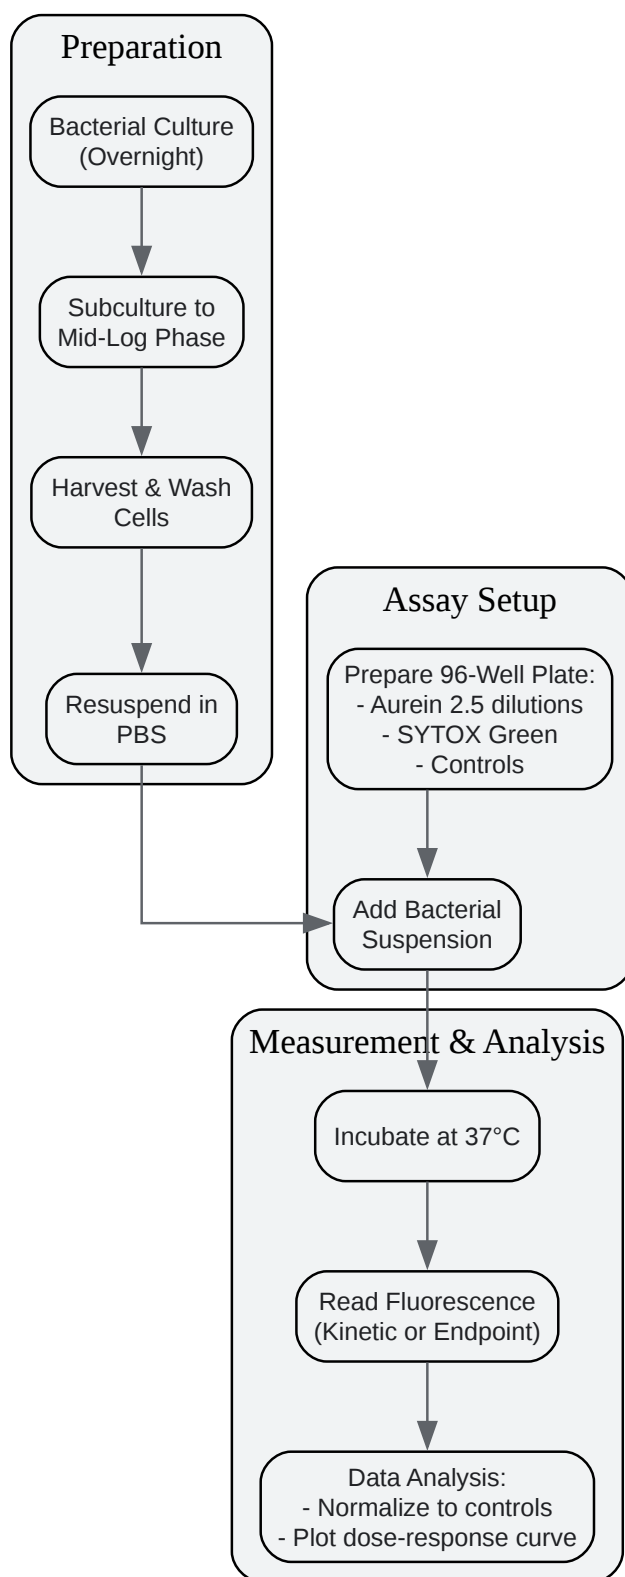 Preparation
Bacterial Culture
(Overnight)
Subculture to
Mid-Log Phase
Harvest & Wash
Cells
Resuspend in
PBS
Assay Setup
Prepare 96-Well Plate:
- Aurein 2.5 dilutions
- SYTOX Green
- Controls
Add Bacterial
Suspension
Measurement & Analysis
Incubate at 37°C
Read Fluorescence
(Kinetic or Endpoint)
Data Analysis:
- Normalize to controls
- Plot dose-response curve